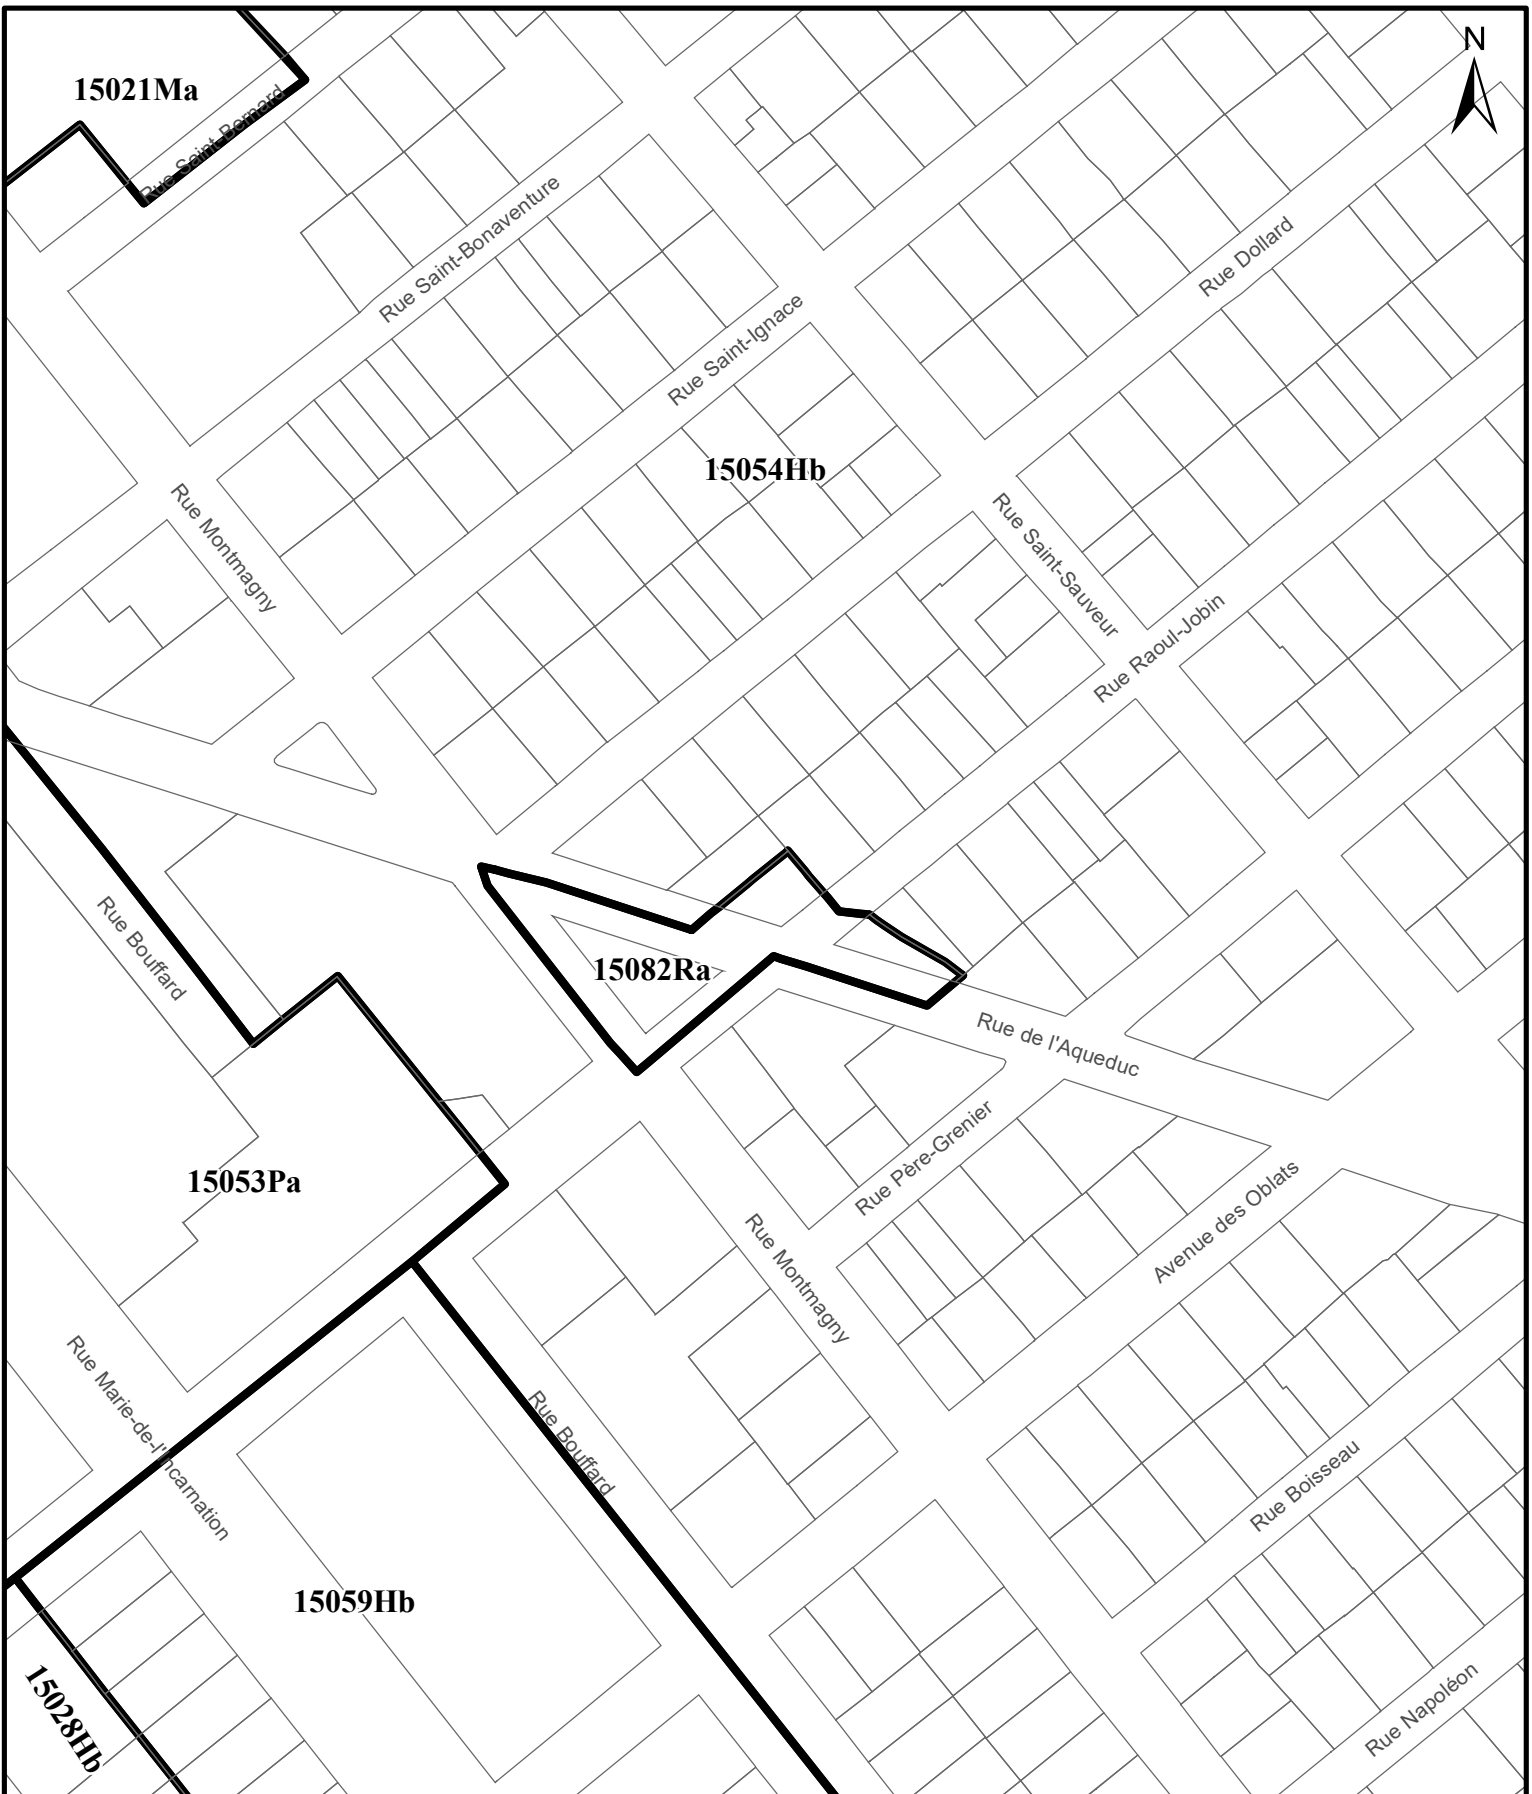 N
15021Ma
Rue Saint-Bernard
Rue Saint-Bonaventure
Rue Dollard
Rue Saint-Ignace
15054Hb
Rue Montmagny
Rue Saint-Sauveur
Rue Raoul-Jobin
Rue Bouffard
15082Ra
Rue de l'Aqueduc
Rue Père-Grenier
15053Pa
Avenue des Oblats
Rue Montmagny
Rue Marie-de-l'Incarnation
Rue Bouffard
Rue Boisseau
15059Hb
15028Hb
Rue Napoléon